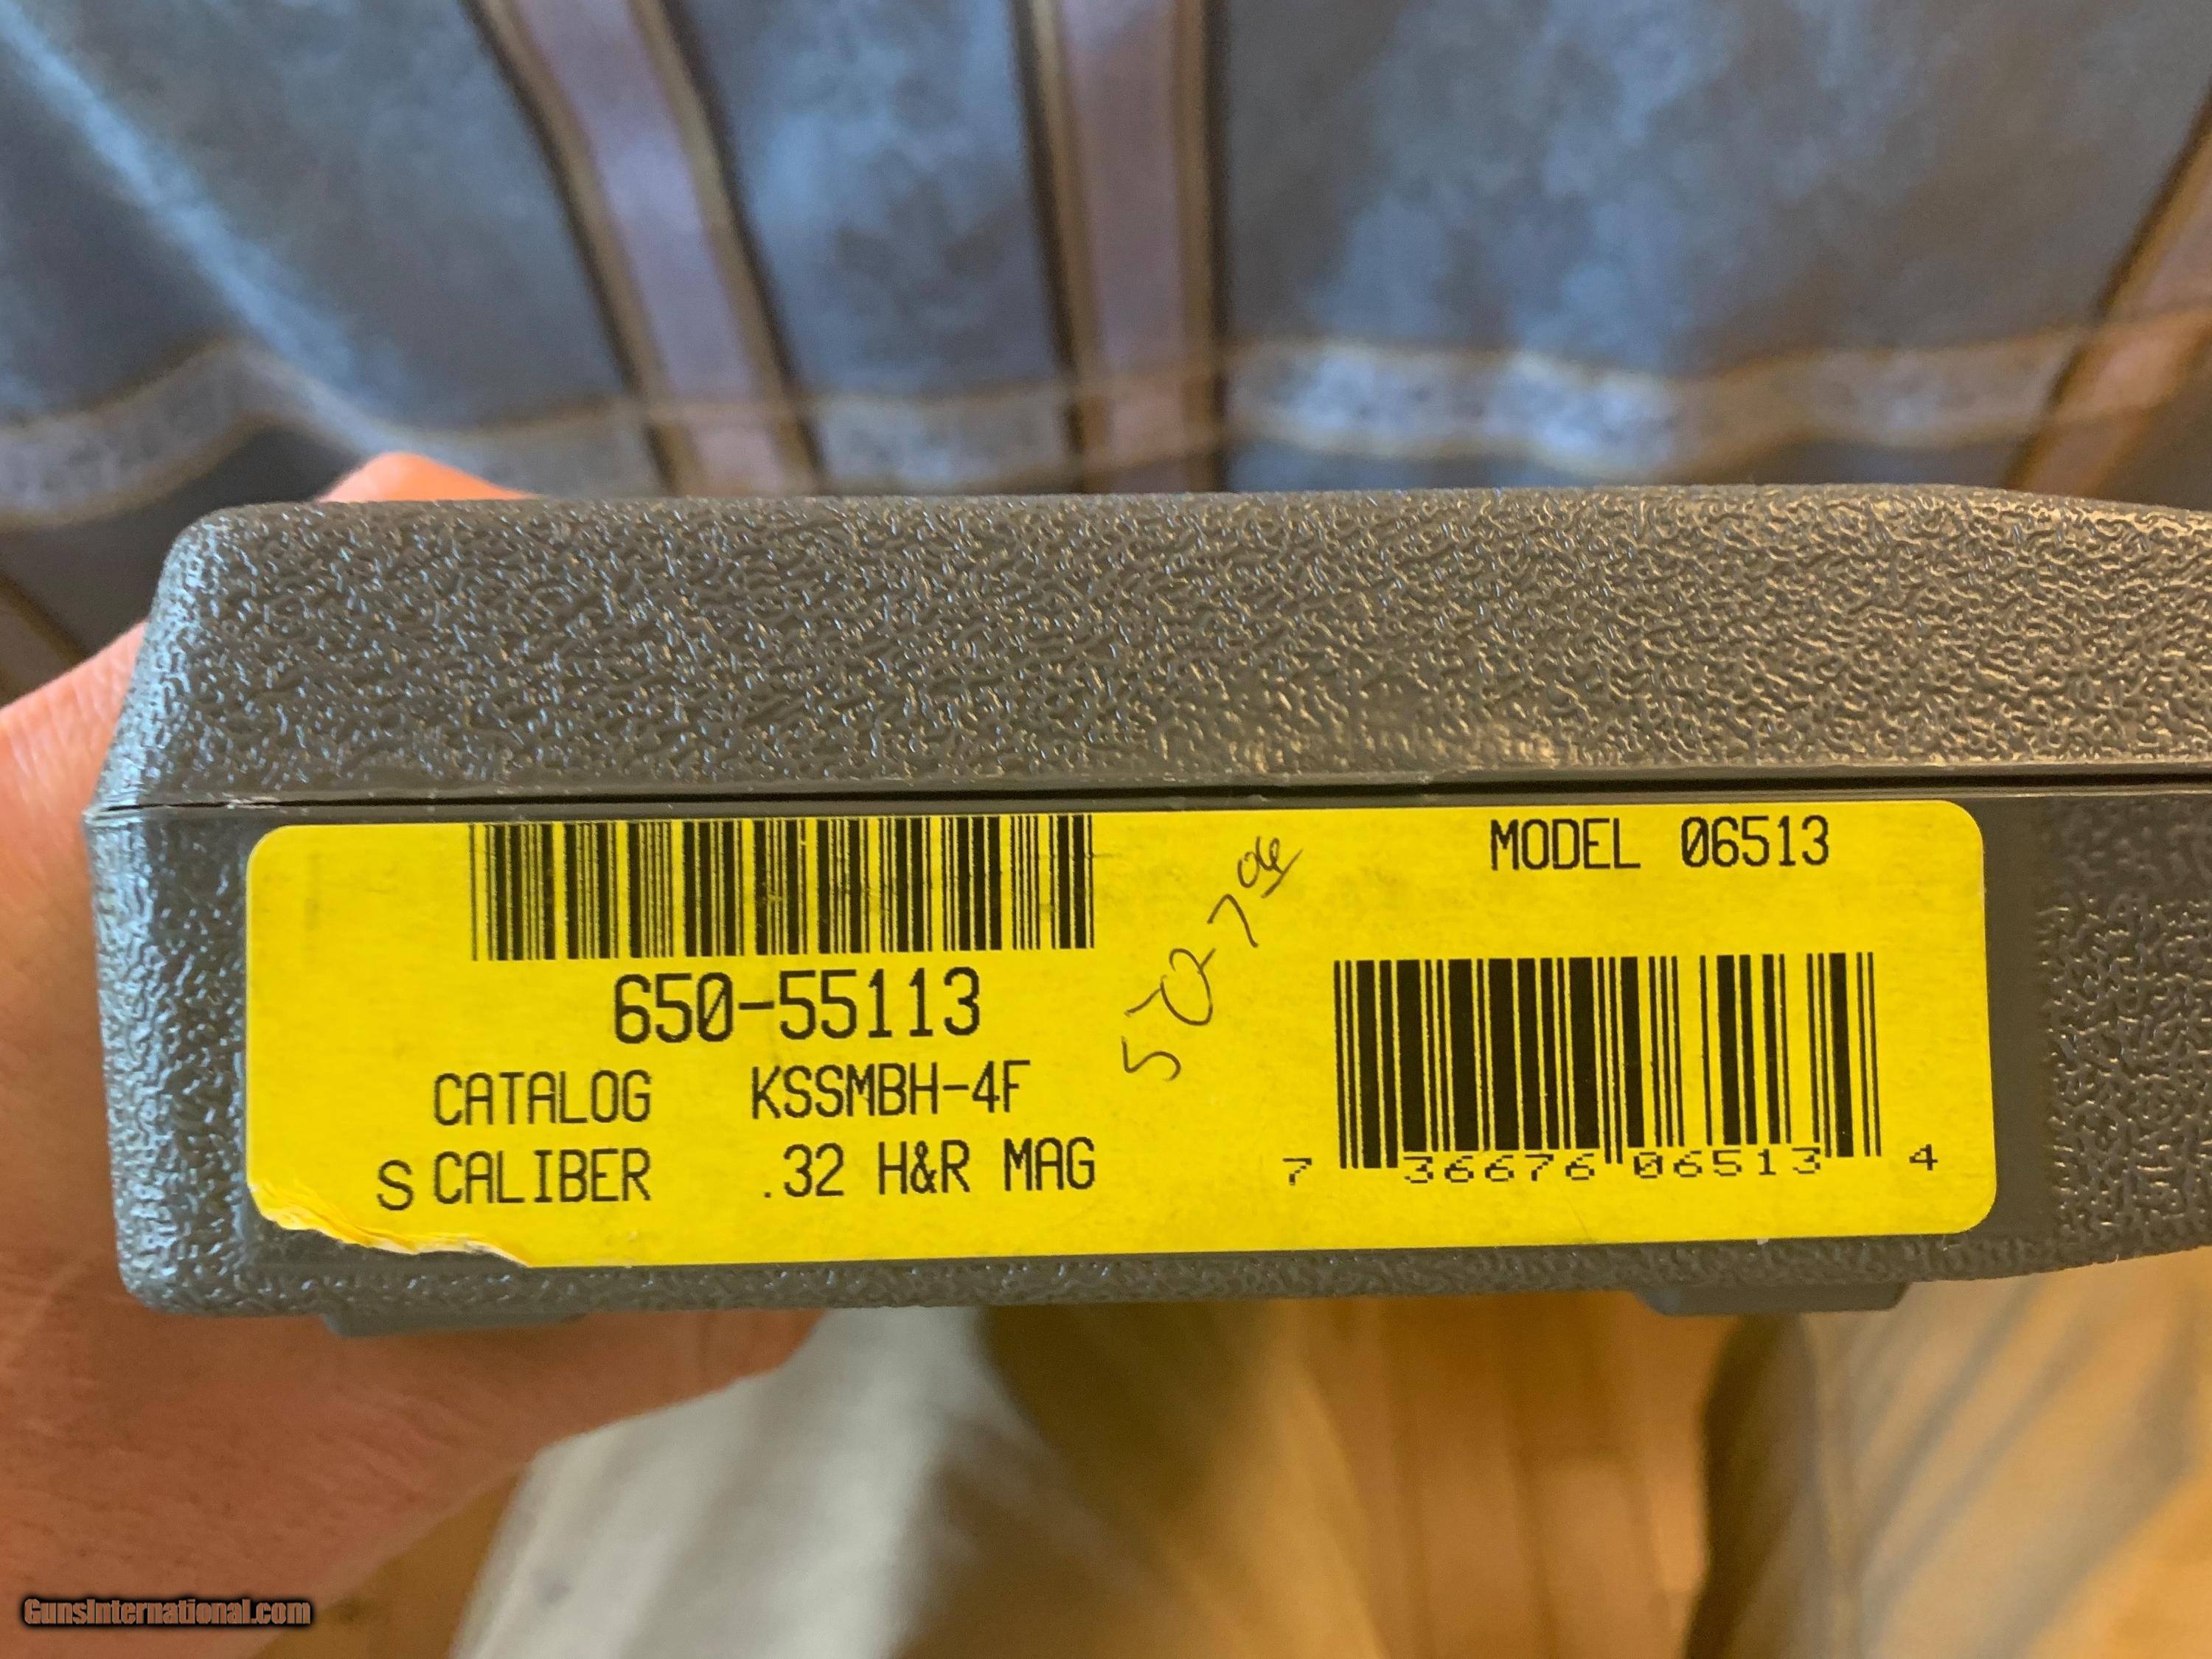 650-55113
CATALOG KSSMBH-4F
S CALIBER .32 H&R MAG
MODEL 06513
7 36676 06513 4
GunsInternational.com